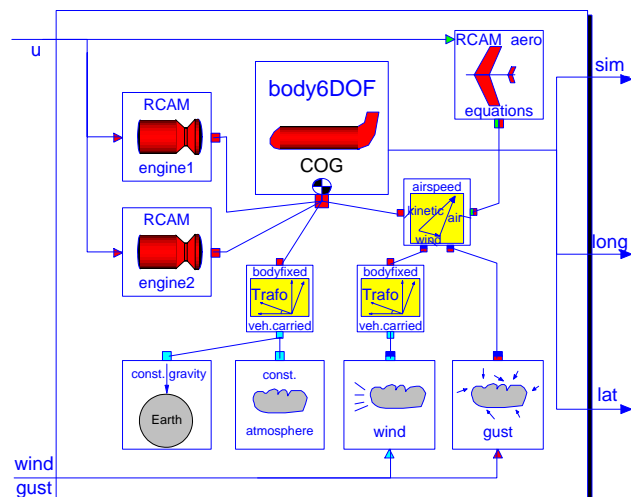 u
RCAM aero
equations
sim
body6DOF
COG
RCAM
engine1
RCAM
engine2
airspeed
kinetic
air
wind
long
bodyfixed
Trafo
veh.carried
bodyfixed
Trafo
veh.carried
const. gravity
Earth
const.
atmosphere
wind
gust
lat
wind
gust